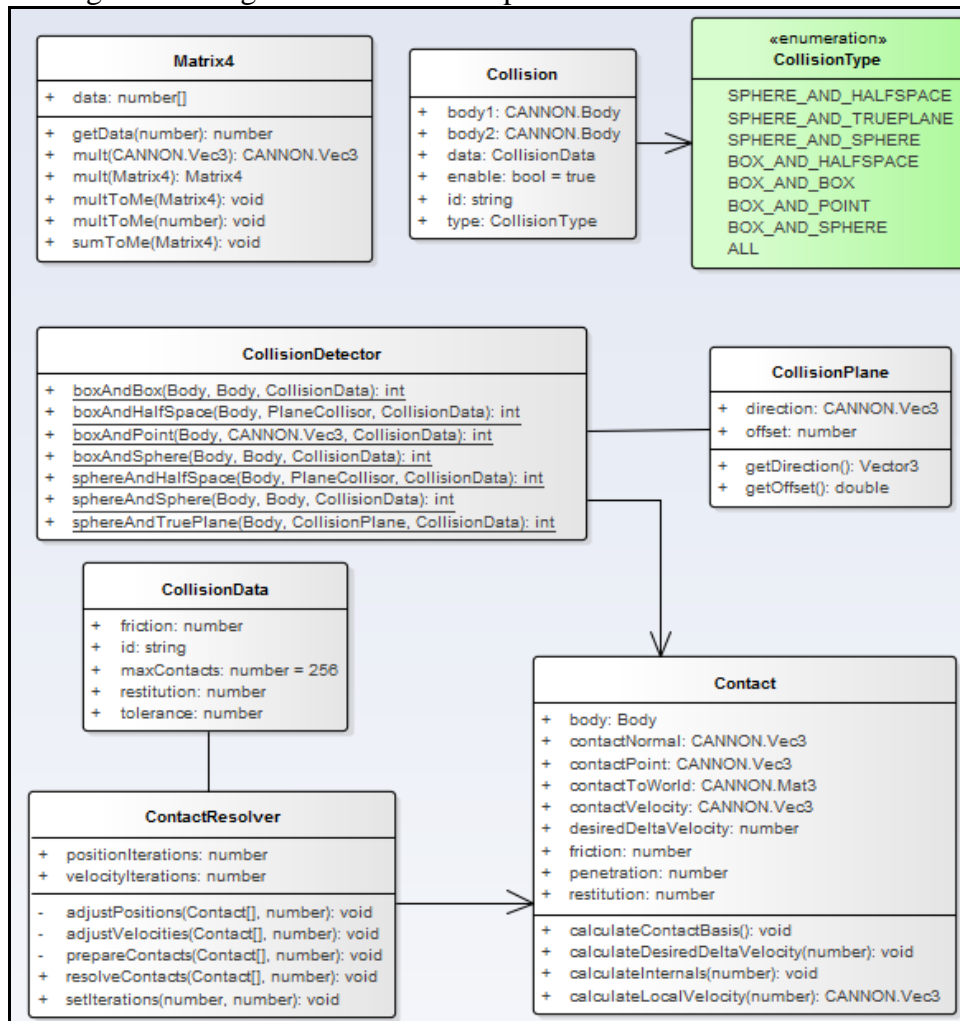 Matrix4
+ data: number[]
+ getData(number): number
+ mult(CANNON.Vec3): CANNON.Vec3
+ mult(Matrix4): Matrix4
+ multToMe(Matrix4): void
+ multToMe(number): void
+ sumToMe(Matrix4): void
Collision
+ body1: CANNON.Body
+ body2: CANNON.Body
+ data: CollisionData
+ enable: bool = true
+ id: string
+ type: CollisionType
«enumeration»
CollisionType
SPHERE_AND_HALFSPACE
SPHERE_AND_TRUEPLANE
SPHERE_AND_SPHERE
BOX_AND_HALFSPACE
BOX_AND_BOX
BOX_AND_POINT
BOX_AND_SPHERE
ALL
CollisionDetector
+ boxAndBox(Body, Body, CollisionData): int
+ boxAndHalfSpace(Body, PlaneCollisor, CollisionData): int
+ boxAndPoint(Body, CANNON.Vec3, CollisionData): int
+ boxAndSphere(Body, Body, CollisionData): int
+ sphereAndHalfSpace(Body, PlaneCollisor, CollisionData): int
+ sphereAndSphere(Body, Body, CollisionData): int
+ sphereAndTruePlane(Body, CollisionPlane, CollisionData): int
CollisionPlane
+ direction: CANNON.Vec3
+ offset: number
+ getDirection(): Vector3
+ getOffset(): double
CollisionData
+ friction: number
+ id: string
+ maxContacts: number = 256
+ restitution: number
+ tolerance: number
ContactResolver
+ positionIterations: number
+ velocityIterations: number
- adjustPositions(Contact[], number): void
- adjustVelocities(Contact[], number): void
- prepareContacts(Contact[], number): void
+ resolveContacts(Contact[], number): void
+ setIterations(number, number): void
Contact
+ body: Body
+ contactNormal: CANNON.Vec3
+ contactPoint: CANNON.Vec3
+ contactToWorld: CANNON.Mat3
+ contactVelocity: CANNON.Vec3
+ desiredDeltaVelocity: number
+ friction: number
+ penetration: number
+ restitution: number
+ calculateContactBasis(): void
+ calculateDesiredDeltaVelocity(number): void
+ calculateInternals(number): void
+ calculateLocalVelocity(number): CANNON.Vec3